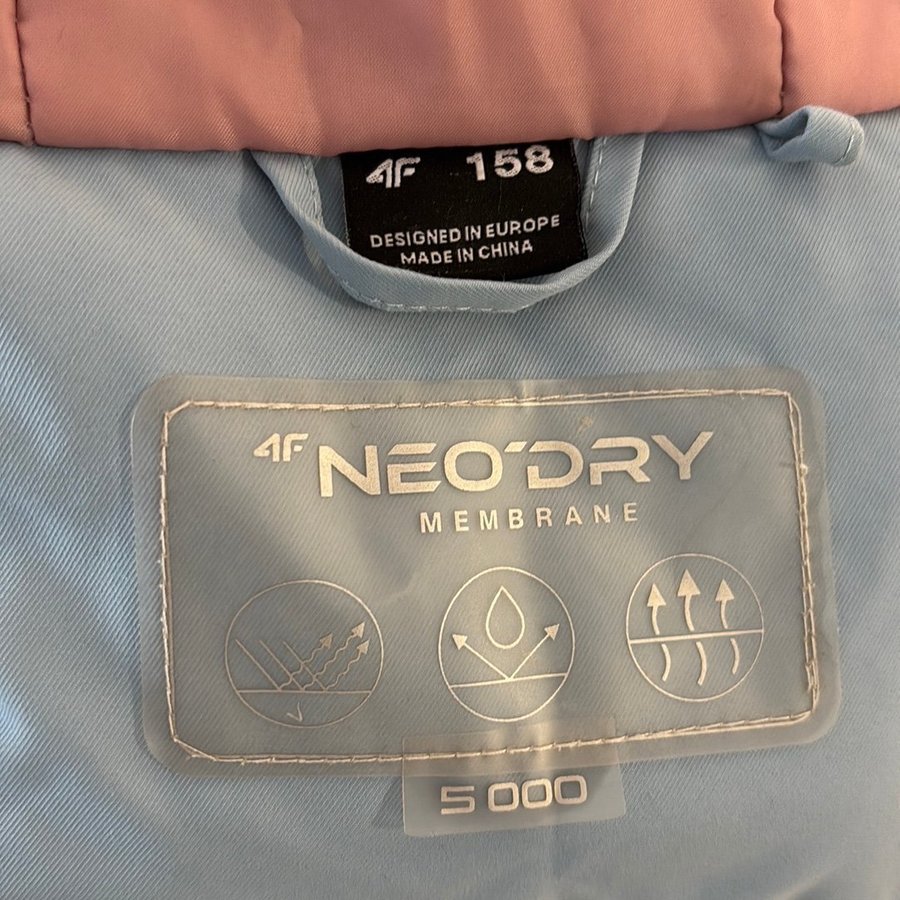 4F 158
DESIGNED IN EUROPE
MADE IN CHINA
4F NEO'DRY
MEMBRANE
5 000